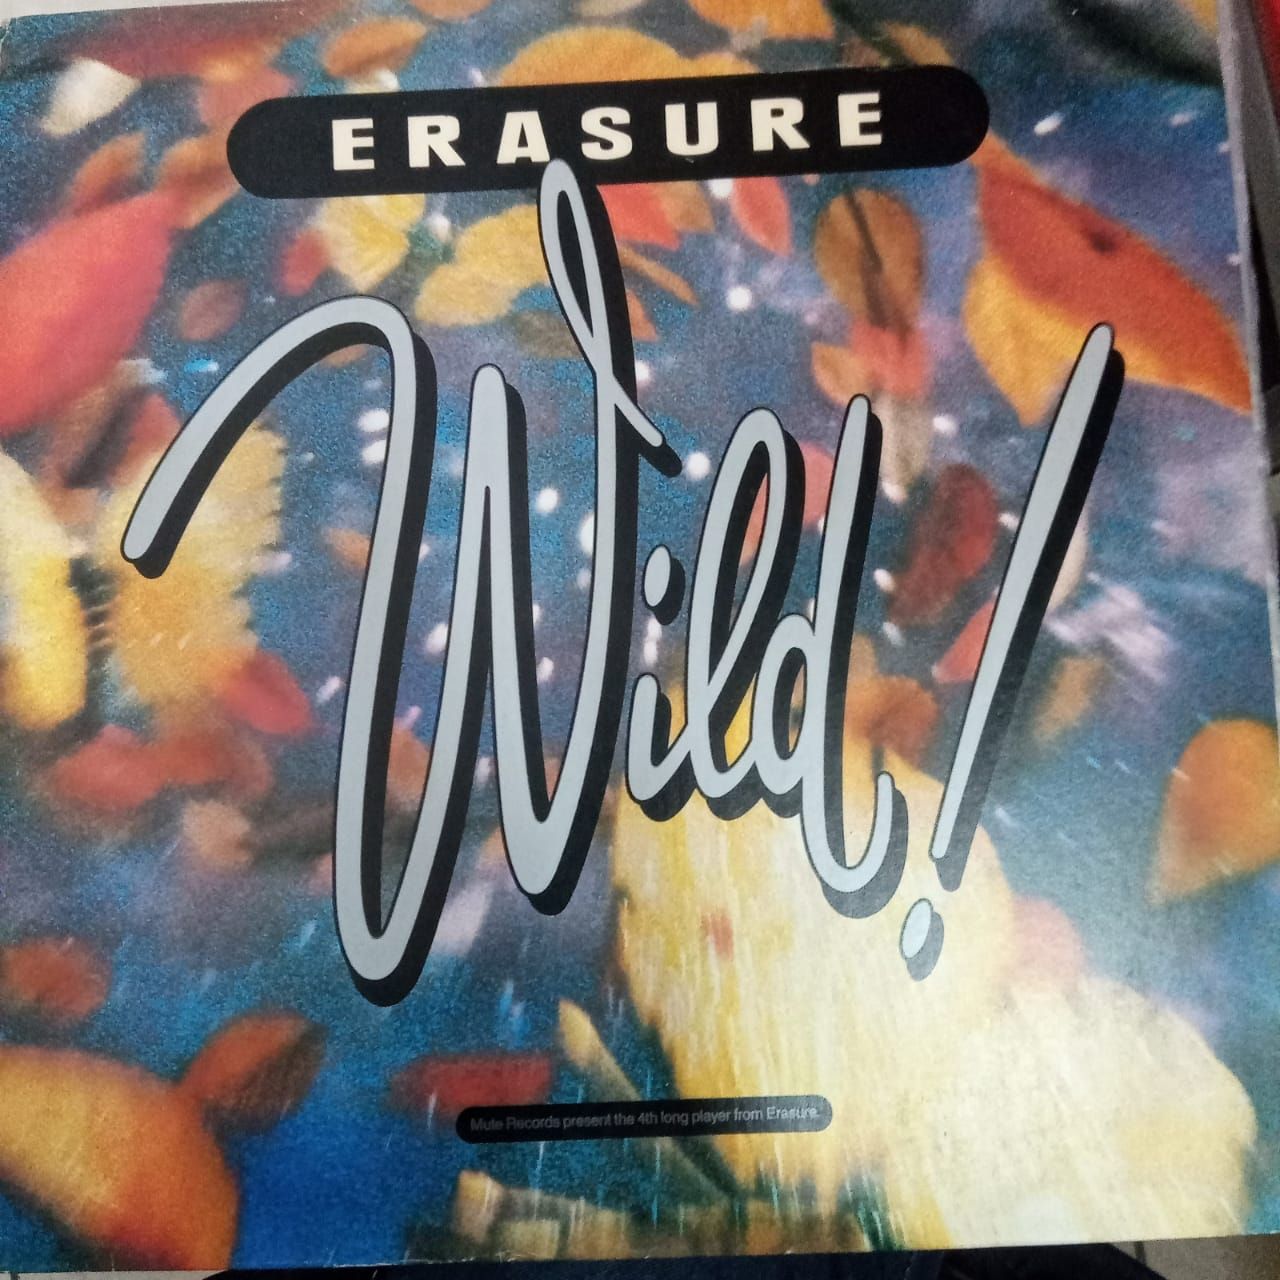 ERASURE
Wild!
Mute Records present the 4th long player from Erasure.